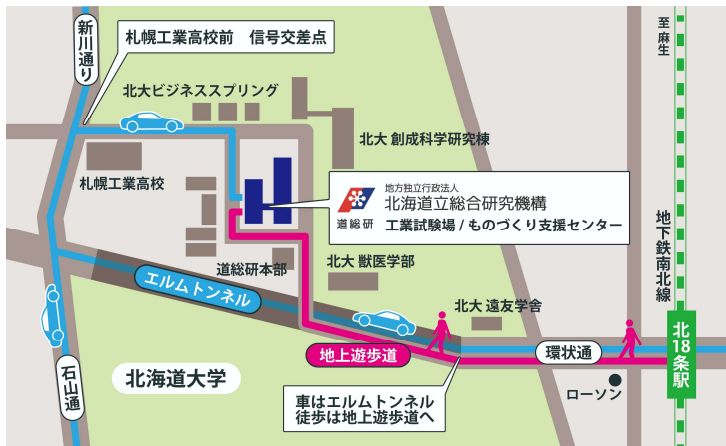 新川通り
札幌工業高校前　信号交差点
至 麻生
北大ビジネススプリング
北大 創成科学研究棟
札幌工業高校
地方独立行政法人
北海道立総合研究機構
道総研
工業試験場 / ものづくり支援センター
地下鉄南北線
道総研本部
北大 獣医学部
エルムトンネル
北大 遠友学舎
北18条駅
環状通
地上遊歩道
石山通
北海道大学
ローソン
車はエルムトンネル
徒歩は地上遊歩道へ